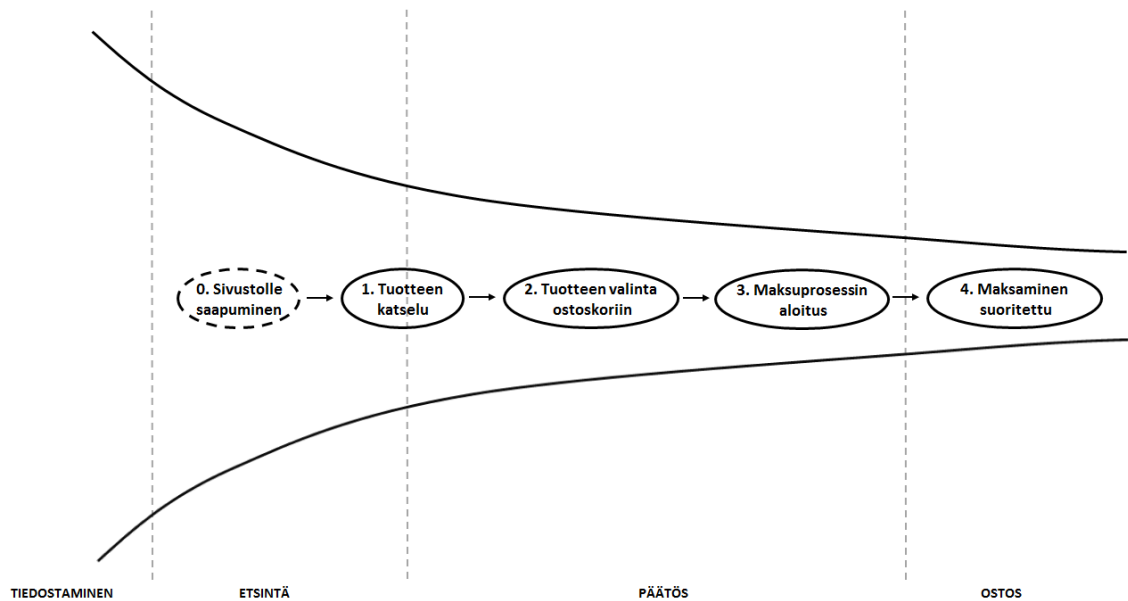 0. Sivustolle
saapuminen
1. Tuotteen
katselu
2. Tuotteen valinta
ostoskoriin
3. Maksuprosessin
aloitus
4. Maksaminen
suoritettu
TIEDOSTAMINEN
ETSINTÄ
PÄÄTÖS
OSTOS